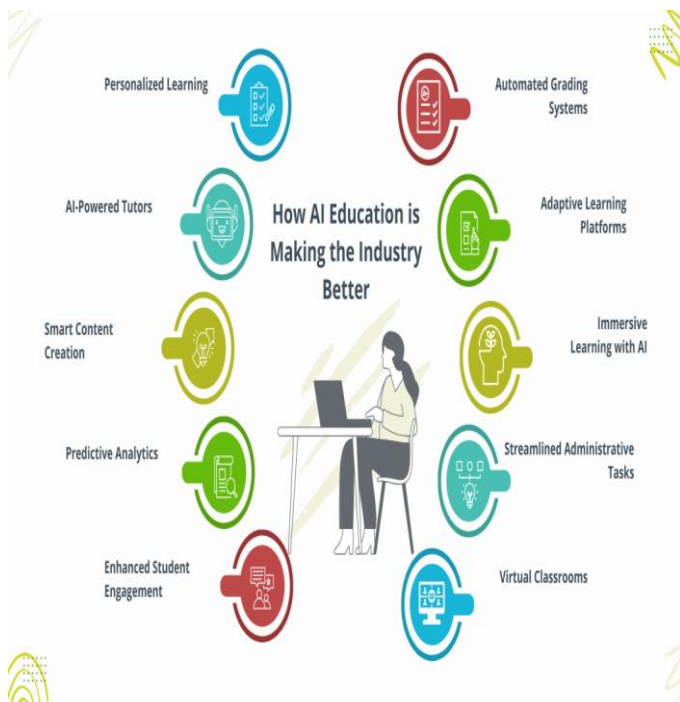 How AI Education is
Making the Industry
Better
Personalized Learning
AI-Powered Tutors
Smart Content
Creation
Predictive Analytics
Enhanced Student
Engagement
Automated Grading
Systems
Adaptive Learning
Platforms
Immersive
Learning with AI
Streamlined Administrative
Tasks
Virtual Classrooms